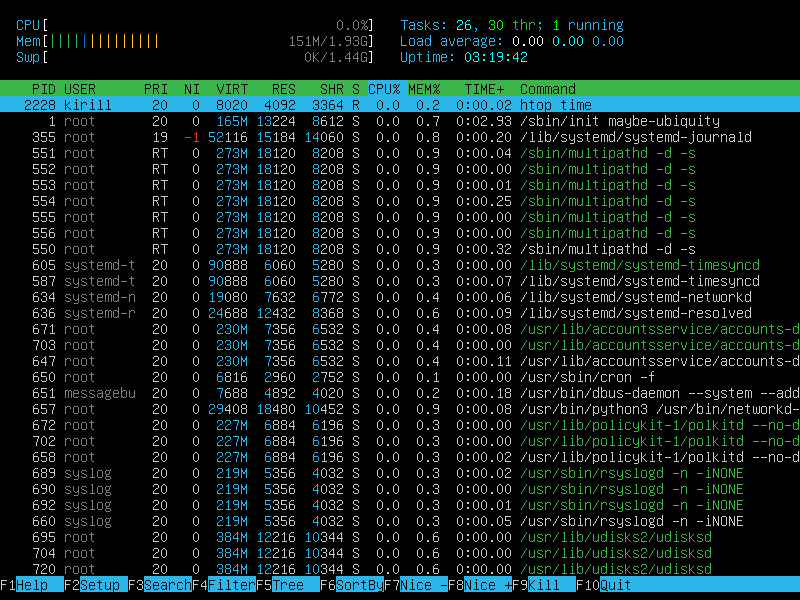 CPU[ 0.0%] Tasks: 26, 30 thr; 1 running
Mem[||||||||||||||151M/1.93G] Load average: 0.00 0.00 0.00
Swp[ 0K/1.44G] Uptime: 03:19:42
PID USER PRI NI VIRT RES SHR S CPU% MEM% TIME+ Command
2228 kirill 20 0 8020 4092 3364 R 0.0 0.2 0:00.02 htop time
1 root 20 0 165M 13224 8612 S 0.0 0.7 0:02.93 /sbin/init maybe-ubiquity
355 root 19 -1 52116 15184 14060 S 0.0 0.8 0:00.20 /lib/systemd/systemd-journald
551 root RT 0 273M 18120 8208 S 0.0 0.9 0:00.04 /sbin/multipathd -d -s
552 root RT 0 273M 18120 8208 S 0.0 0.9 0:00.00 /sbin/multipathd -d -s
553 root RT 0 273M 18120 8208 S 0.0 0.9 0:00.01 /sbin/multipathd -d -s
554 root RT 0 273M 18120 8208 S 0.0 0.9 0:00.25 /sbin/multipathd -d -s
555 root RT 0 273M 18120 8208 S 0.0 0.9 0:00.00 /sbin/multipathd -d -s
556 root RT 0 273M 18120 8208 S 0.0 0.9 0:00.00 /sbin/multipathd -d -s
550 root RT 0 273M 18120 8208 S 0.0 0.9 0:00.32 /sbin/multipathd -d -s
605 systemd-t 20 0 90888 6060 5280 S 0.0 0.3 0:00.00 /lib/systemd/systemd-timesyncd
587 systemd-t 20 0 90888 6060 5280 S 0.0 0.3 0:00.07 /lib/systemd/systemd-timesyncd
634 systemd-n 20 0 19080 7632 6772 S 0.0 0.4 0:00.06 /lib/systemd/systemd-networkd
636 systemd-r 20 0 24688 12432 8368 S 0.0 0.6 0:00.09 /lib/systemd/systemd-resolved
671 root 20 0 230M 7356 6532 S 0.0 0.4 0:00.08 /usr/lib/accountsservice/accounts-d
703 root 20 0 230M 7356 6532 S 0.0 0.4 0:00.00 /usr/lib/accountsservice/accounts-d
647 root 20 0 230M 7356 6532 S 0.0 0.4 0:00.11 /usr/lib/accountsservice/accounts-d
650 root 20 0 6816 2960 2752 S 0.0 0.1 0:00.00 /usr/sbin/cron -f
651 messagebu 20 0 7688 4892 4020 S 0.0 0.2 0:00.18 /usr/bin/dbus-daemon --system --add
657 root 20 0 29408 18480 10452 S 0.0 0.9 0:00.08 /usr/bin/python3 /usr/bin/networkd-
672 root 20 0 227M 6884 6196 S 0.0 0.3 0:00.00 /usr/lib/policykit-1/polkitd --no-d
702 root 20 0 227M 6884 6196 S 0.0 0.3 0:00.00 /usr/lib/policykit-1/polkitd --no-d
658 root 20 0 227M 6884 6196 S 0.0 0.3 0:00.02 /usr/lib/policykit-1/polkitd --no-d
689 syslog 20 0 219M 5356 4032 S 0.0 0.3 0:00.02 /usr/sbin/rsyslogd -n -iNONE
690 syslog 20 0 219M 5356 4032 S 0.0 0.3 0:00.00 /usr/sbin/rsyslogd -n -iNONE
692 syslog 20 0 219M 5356 4032 S 0.0 0.3 0:00.01 /usr/sbin/rsyslogd -n -iNONE
660 syslog 20 0 219M 5356 4032 S 0.0 0.3 0:00.05 /usr/sbin/rsyslogd -n -iNONE
695 root 20 0 384M 12216 10344 S 0.0 0.6 0:00.00 /usr/lib/udisks2/udisksd
704 root 20 0 384M 12216 10344 S 0.0 0.6 0:00.00 /usr/lib/udisks2/udisksd
720 root 20 0 384M 12216 10344 S 0.0 0.6 0:00.00 /usr/lib/udisks2/udisksd
F1Help F2Setup F3SearchF4FilterF5Tree F6SortByF7Nice -F8Nice +F9Kill F10Quit